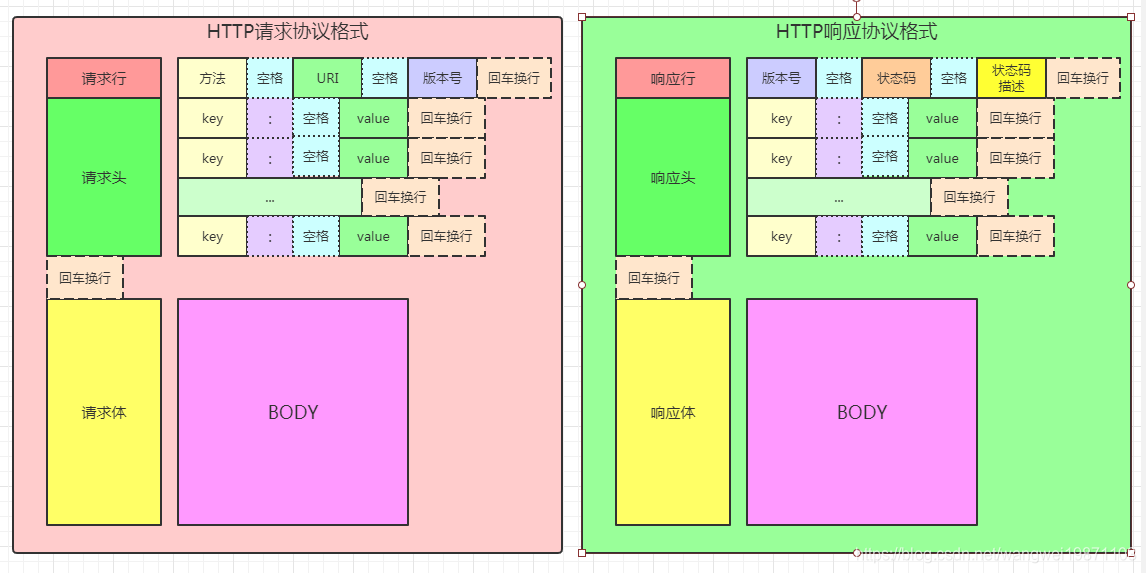 HTTP请求协议格式
请求行
方法 空格 URI 空格 版本号 回车换行
请求头
key : 空格 value 回车换行
key : 空格 value 回车换行
... 回车换行
key : 空格 value 回车换行
回车换行
请求体
BODY
HTTP响应协议格式
响应行
版本号 空格 状态码 空格 状态码
描述 回车换行
响应头
key : 空格 value 回车换行
key : 空格 value 回车换行
... 回车换行
key : 空格 value 回车换行
回车换行
响应体
BODY